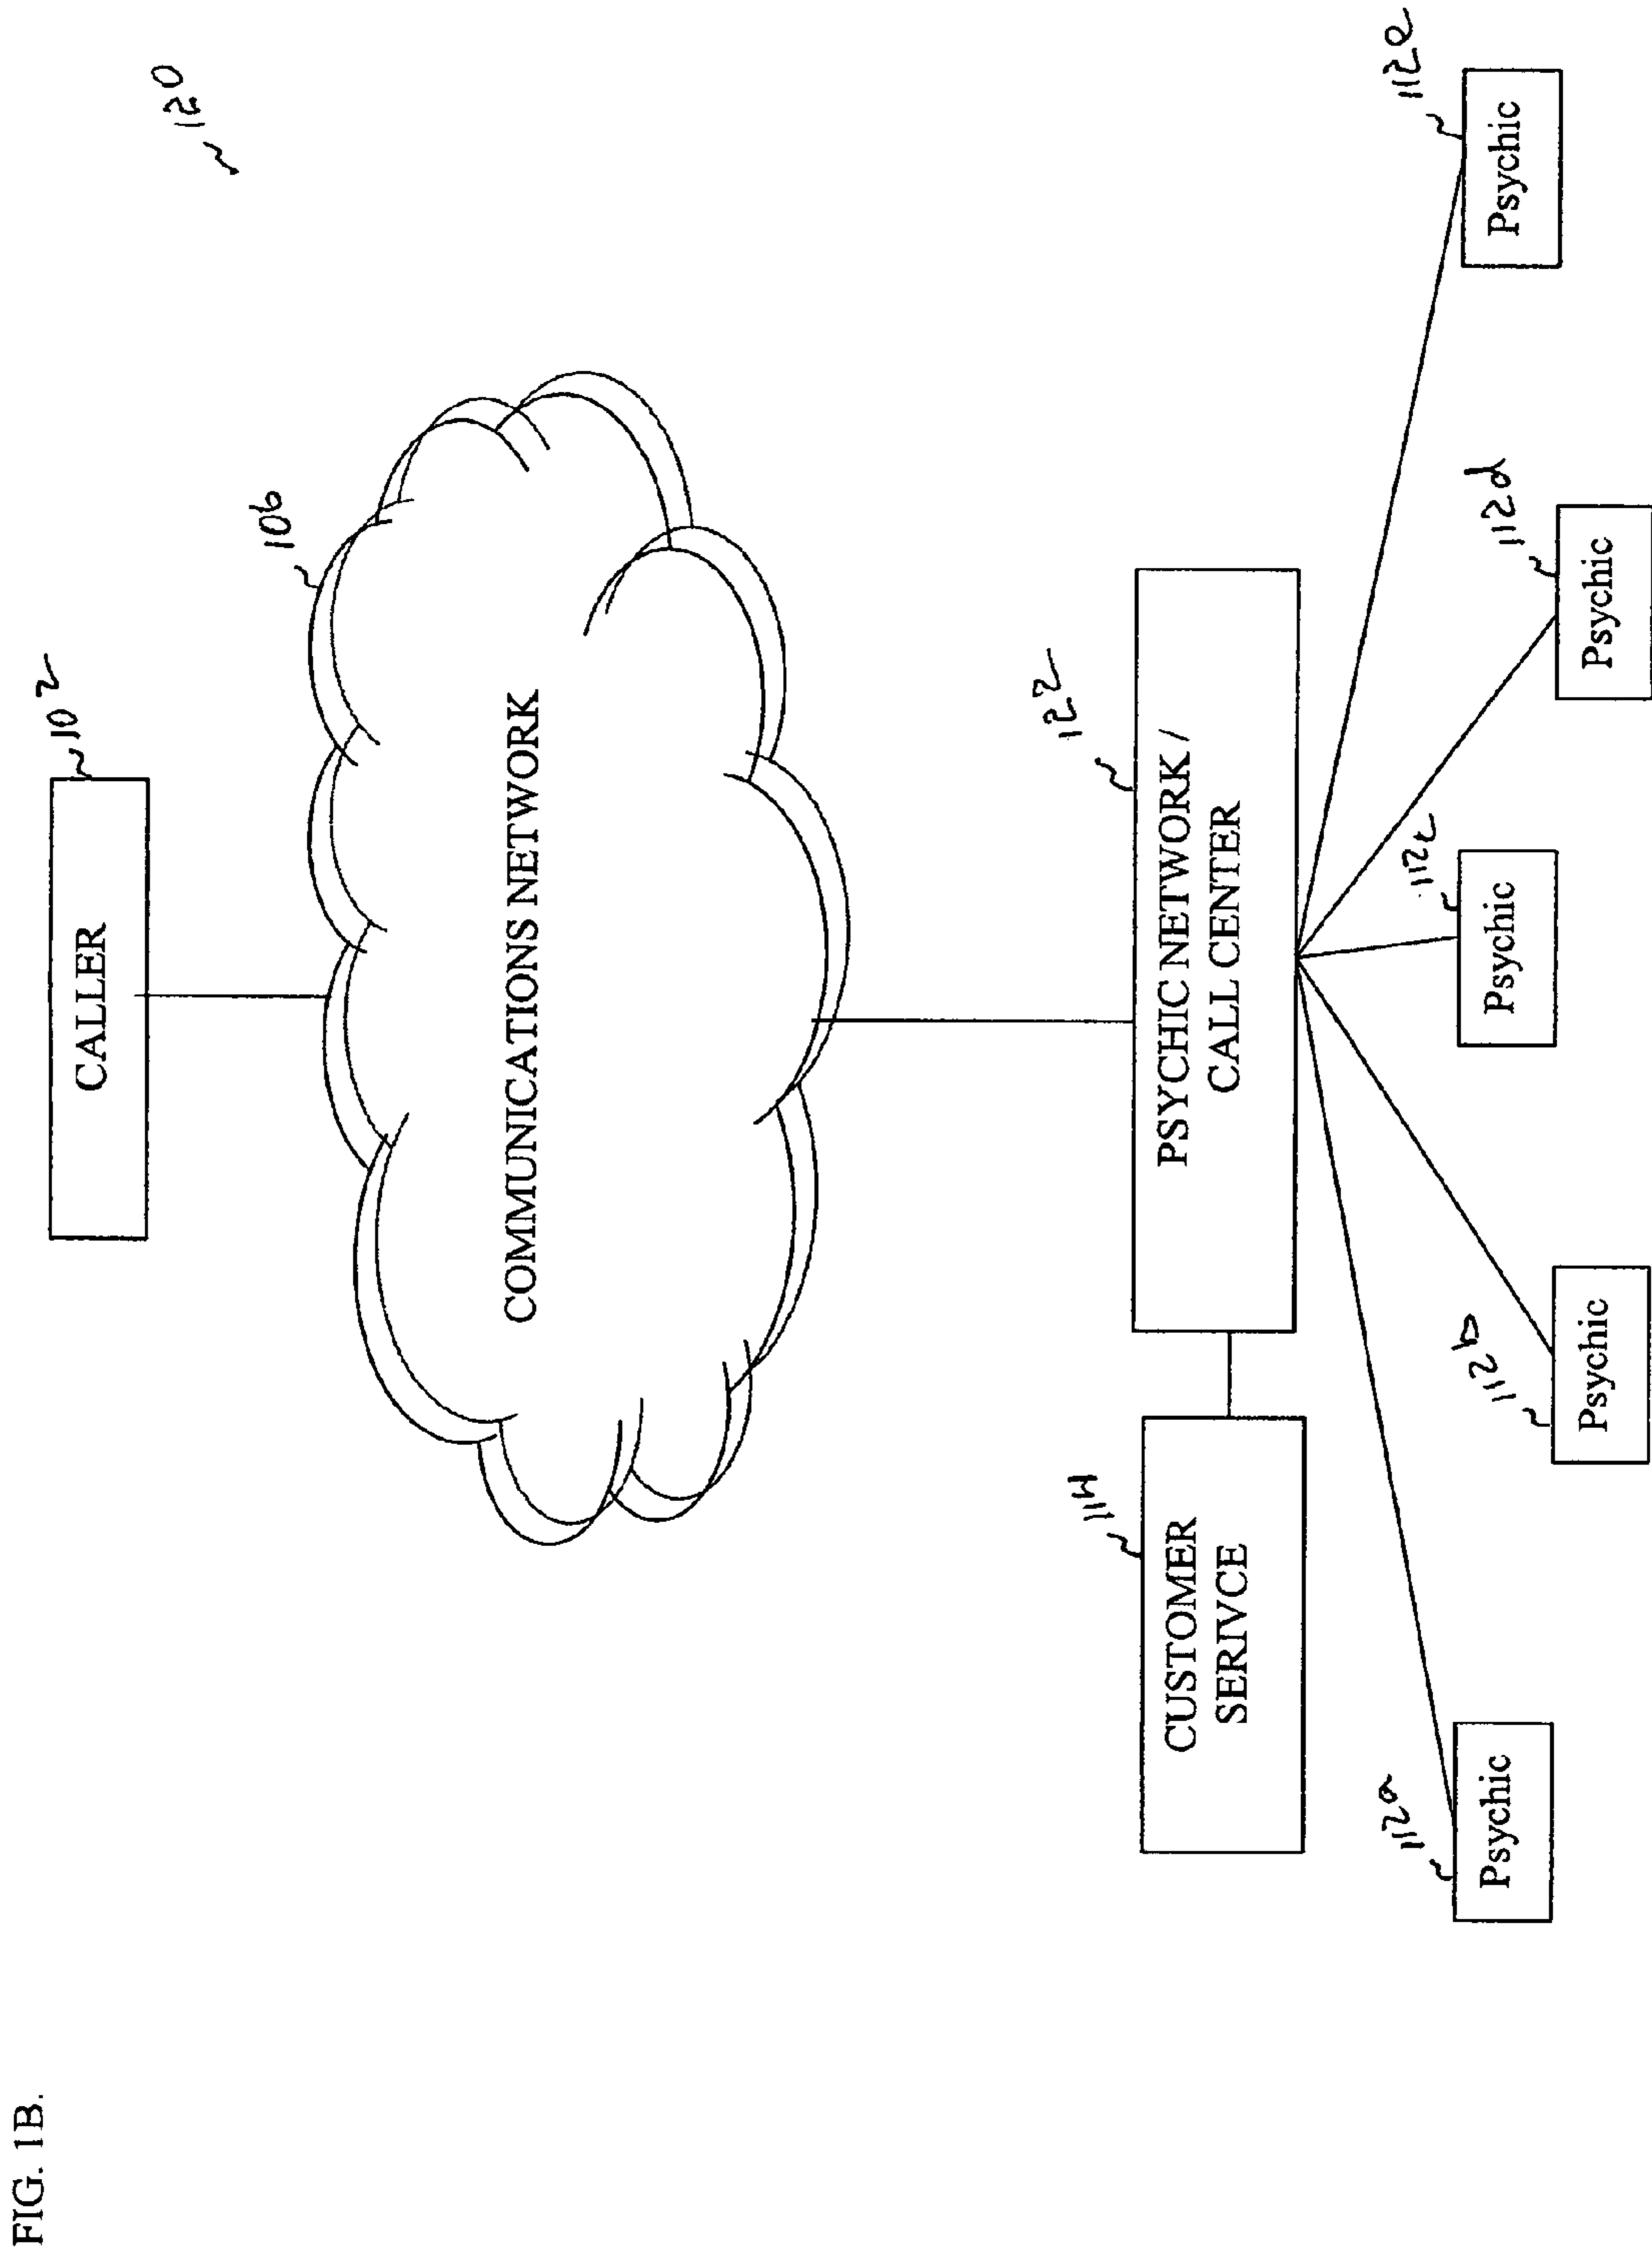 FIG. 1B.
120
CALLER
102
106
COMMUNICATIONS NETWORK
122
PSYCHIC NETWORK /
CALL CENTER
114
CUSTOMER
SERIVCE
112a
Psychic
112b
Psychic
112c
Psychic
112d
Psychic
112e
Psychic